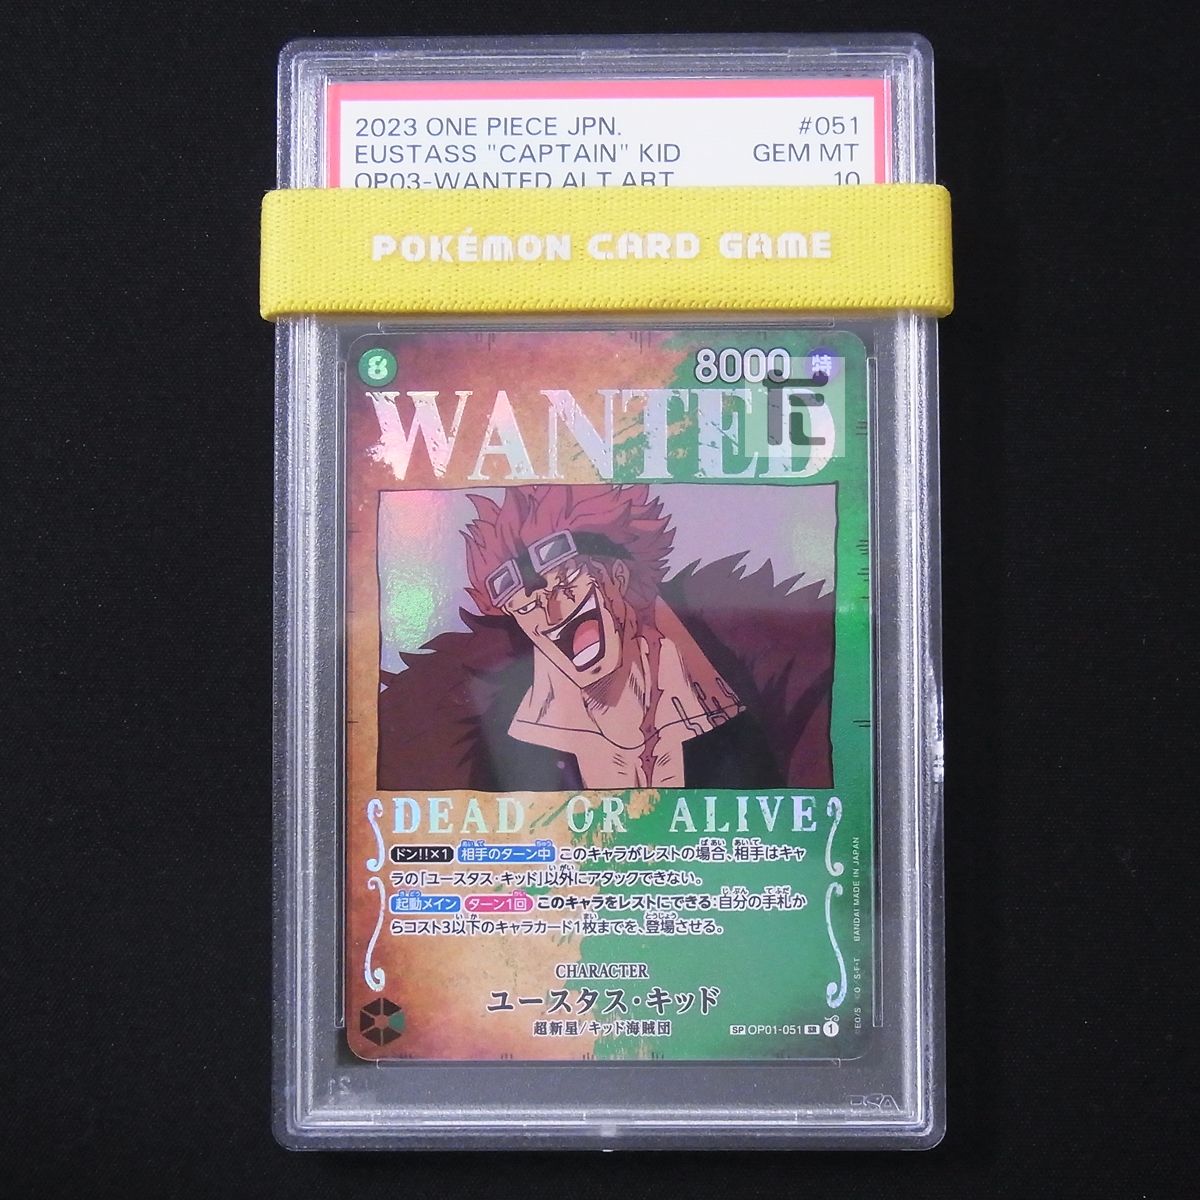 2023 ONE PIECE JPN. #051
EUSTASS "CAPTAIN" KID GEM MT
OP03-WANTED ALT ART 10
POKÉMON CARD GAME
8 8000 特
WANTED
DEAD OR ALIVE
ドン!!×1 相手のターン中 このキャラがレストの場合、相手はキャ
ラの「ユースタス・キッド」以外にアタックできない。
起動メイン ターン1回 このキャラをレストにできる:自分の手札か
らコスト3以下のキャラカード1枚までを、登場させる。
CHARACTER
ユースタス・キッド
超新星/キッド海賊団
SP OP01-051 SR 1
BANDAI MADE IN JAPAN